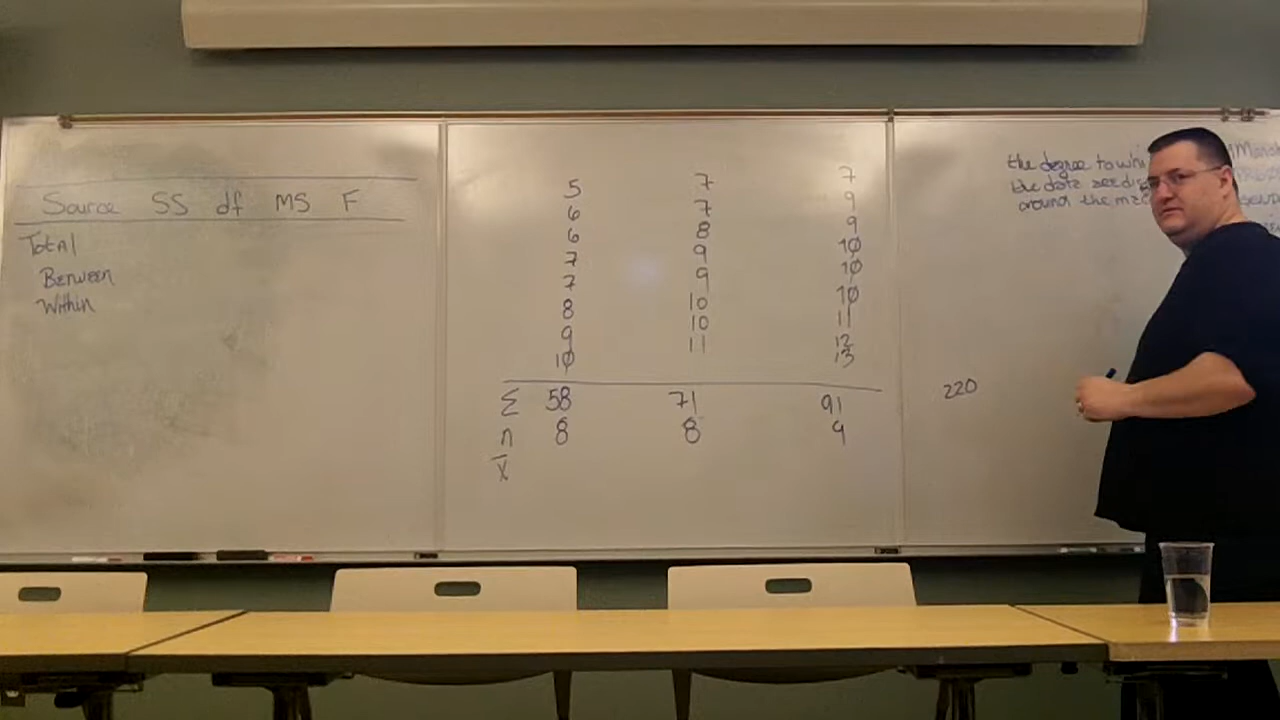 Source SS df MS F
Total
Between
Within
5 7 7
6 7 9
6 8 9
7 9 10
7 9 10
8 10 10
9 10 11
10 11 12
13
Σ 58 71 91
n 8 8 9
x̄
220
the degree to
the data
around the